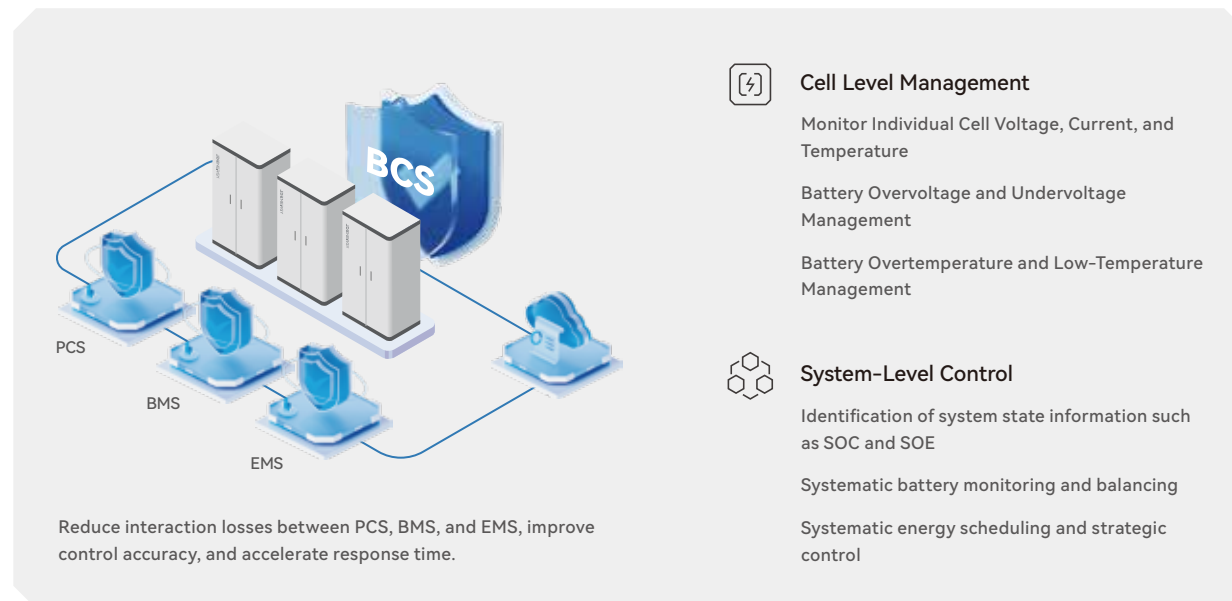 BCS
PCS
BMS
EMS
Reduce interaction losses between PCS, BMS, and EMS, improve
control accuracy, and accelerate response time.
Cell Level Management
Monitor Individual Cell Voltage, Current, and
Temperature
Battery Overvoltage and Undervoltage
Management
Battery Overtemperature and Low-Temperature
Management
System-Level Control
Identification of system state information such
as SOC and SOE
Systematic battery monitoring and balancing
Systematic energy scheduling and strategic
control